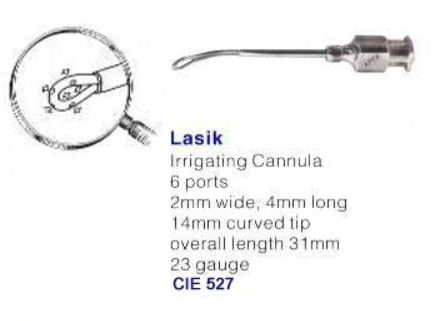 Lasik
Irrigating Cannula
6 ports
2mm wide, 4mm long
14mm curved tip
overall length 31mm
23 gauge
CIE 527